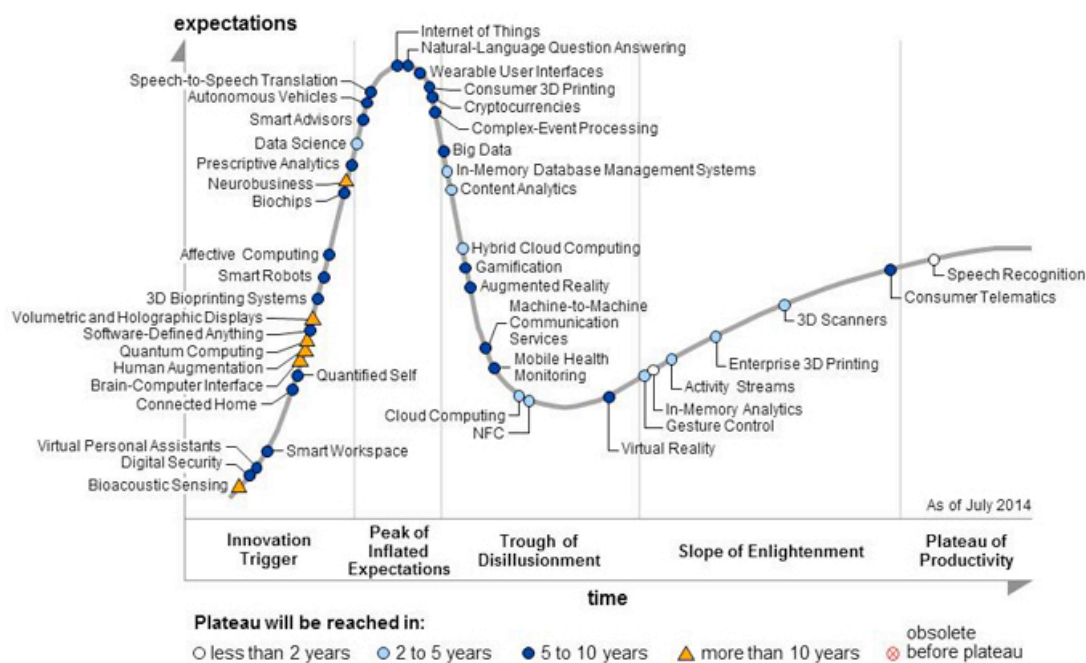 expectations
Internet of Things
Natural-Language Question Answering
Wearable User Interfaces
Consumer 3D Printing
Cryptocurrencies
Complex-Event Processing
Speech-to-Speech Translation
Autonomous Vehicles
Smart Advisors
Data Science
Prescriptive Analytics
Neurobusiness
Biochips
Big Data
In-Memory Database Management Systems
Content Analytics
Hybrid Cloud Computing
Gamification
Augmented Reality
Machine-to-Machine
Communication
Services
Mobile Health
Monitoring
Affective Computing
Smart Robots
3D Bioprinting Systems
Volumetric and Holographic Displays
Software-Defined Anything
Quantum Computing
Human Augmentation
Brain-Computer Interface
Quantified Self
Connected Home
Cloud Computing
NFC
Virtual Personal Assistants
Smart Workspace
Digital Security
Bioacoustic Sensing
Speech Recognition
Consumer Telematics
3D Scanners
Enterprise 3D Printing
Activity Streams
In-Memory Analytics
Gesture Control
Virtual Reality
As of July 2014
Innovation
Trigger
Peak of
Inflated
Expectations
Trough of
Disillusionment
Slope of Enlightenment
Plateau of
Productivity
time
Plateau will be reached in:
less than 2 years
2 to 5 years
5 to 10 years
more than 10 years
obsolete
before plateau